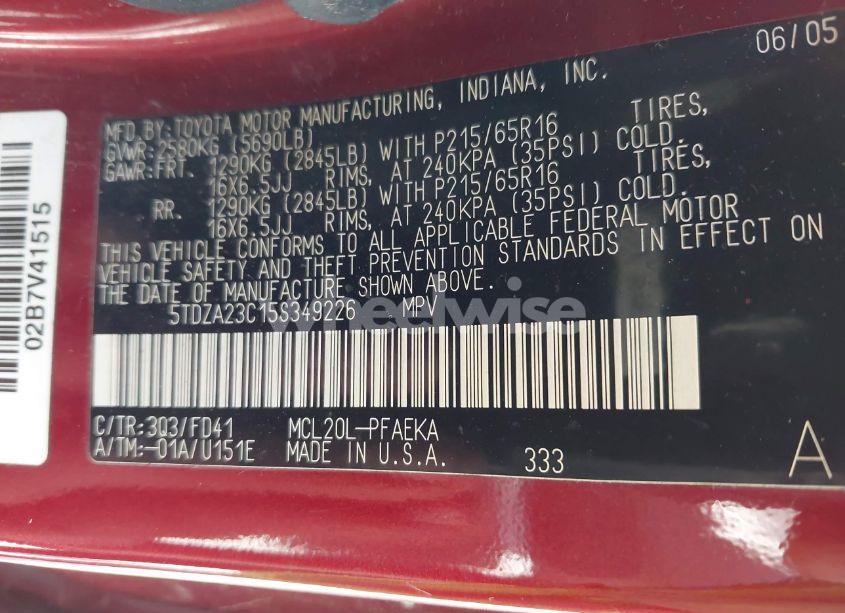 06/05
MFD.BY:TOYOTA MOTOR MANUFACTURING, INDIANA, INC.
GVWR:2580KG (5690LB)
GAWR:FRT. 1290KG (2845LB) WITH P215/65R16 TIRES,
16X6.5JJ RIMS, AT 240KPA (35PSI) COLD.
RR. 1290KG (2845LB) WITH P215/65R16 TIRES,
16X6.5JJ RIMS, AT 240KPA (35PSI) COLD.
THIS VEHICLE CONFORMS TO ALL APPLICABLE FEDERAL MOTOR
VEHICLE SAFETY AND THEFT PREVENTION STANDARDS IN EFFECT ON
THE DATE OF MANUFACTURE SHOWN ABOVE.
5TDZA23C15S349226 MPV
wheelwise
C/TR:3Q3/FD41 MCL20L-PFAEKA
A/TM:-01A/U151E MADE IN U.S.A. 333 A
02B7V41515